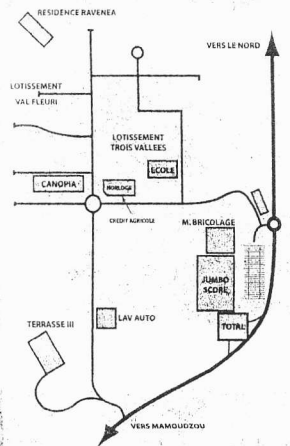 RESIDENCE RAVENEA
VERS LE NORD
LOTISSEMENT
VAL FLEURI
LOTISSEMENT
TROIS VALLEES
ECOLE
CANOPIA
HORLOGE
CREDIT AGRICOLE
M. BRICOLAGE
JUMBO
SCORE
LAV AUTO
TOTAL
TERRASSE III
VERS MAMOUDZOU